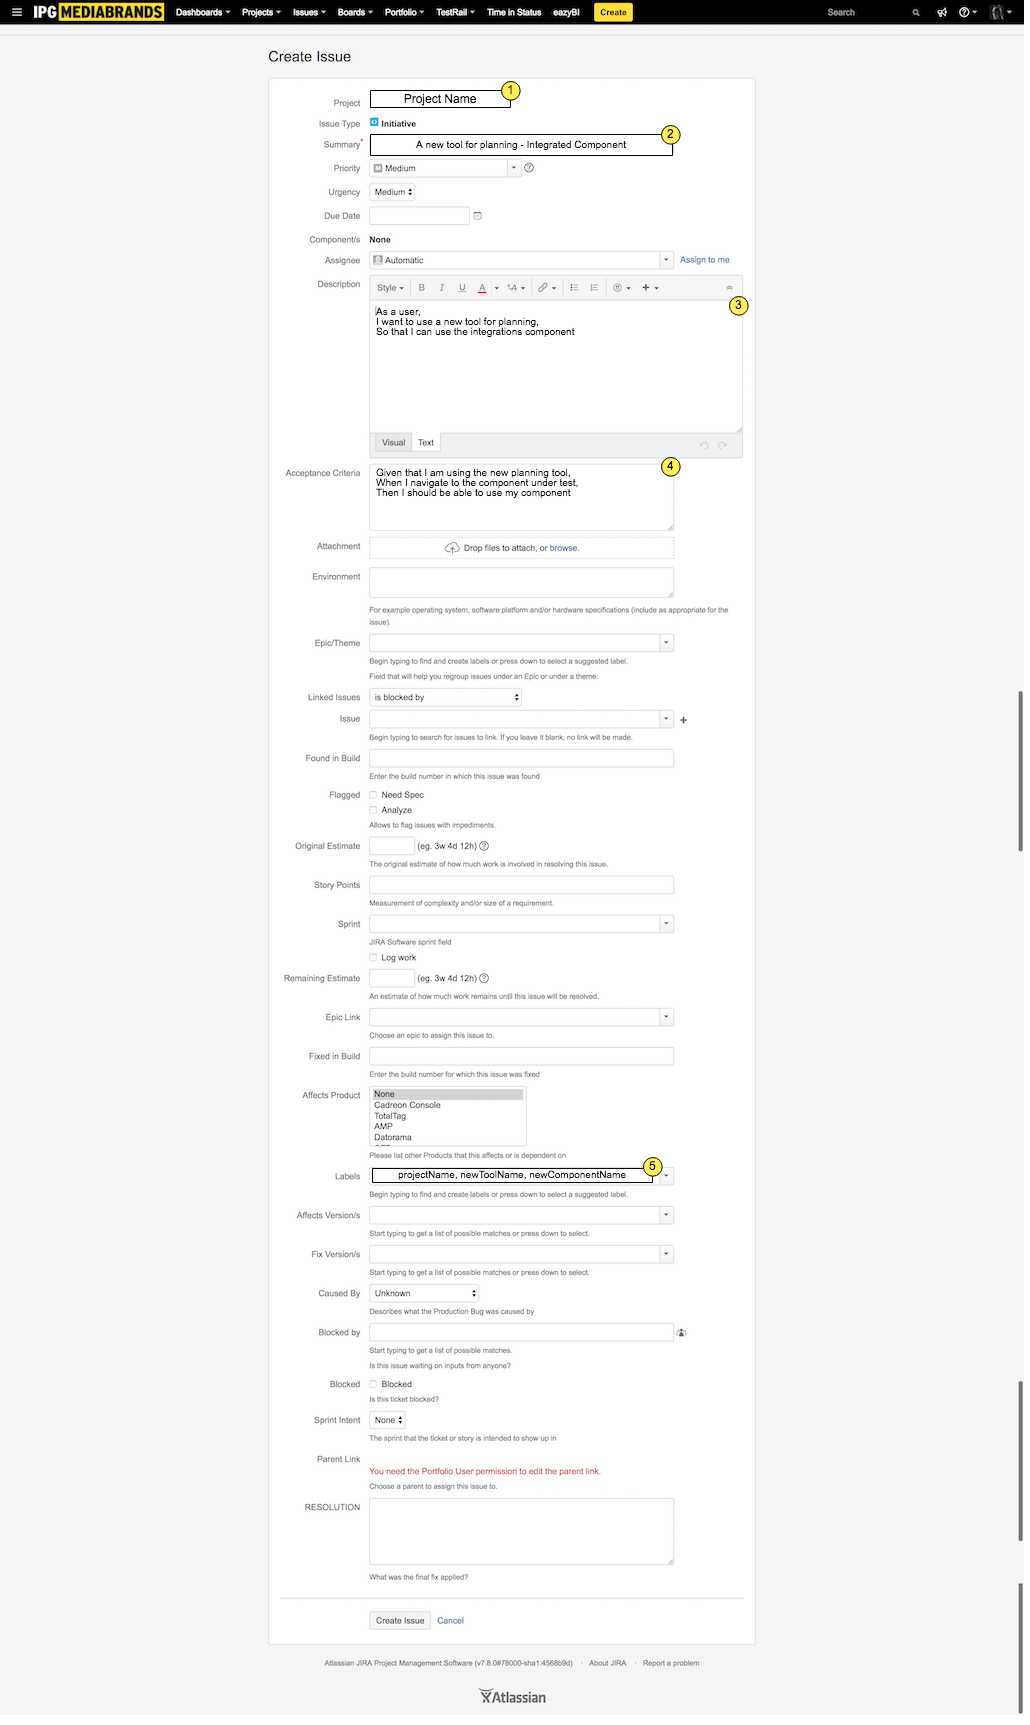 IPG MEDIABRANDS Dashboards Projects Issues Boards Portfolio TestRail Time in Status eazyBI Create Search
Create Issue
Project Project Name 1
Issue Type Initiative
Summary* A new tool for planning - Integrated Component 2
Priority Medium
Urgency Medium
Due Date
Component/s None
Assignee Automatic Assign to me
Description Style B I U A
3
As a user,
I want to use a new tool for planning,
So that I can use the integrations component
Visual Text
Acceptance Criteria 4
Given that I am using the new planning tool,
When I navigate to the component under test,
Then I should be able to use my component
Attachment Drop files to attach, or browse.
Environment
For example operating system, software platform and/or hardware specifications (include as appropriate for the
issue).
Epic/Theme
Begin typing to find and create labels or press down to select a suggested label.
Field that will help you regroup issues under an Epic or under a theme.
Linked Issues is blocked by
Issue
Begin typing to search for issues to link. If you leave it blank, no link will be made.
Found in Build
Enter the build number in which this issue was found
Flagged Need Spec
Analyze
Allows to flag issues with impediments.
Original Estimate (eg. 3w 4d 12h)
The original estimate of how much work is involved in resolving this issue.
Story Points
Measurement of complexity and/or size of a requirement.
Sprint
JIRA Software sprint field
Log work
Remaining Estimate (eg. 3w 4d 12h)
An estimate of how much work remains until this issue will be resolved.
Epic Link
Choose an epic to assign this issue to.
Fixed in Build
Enter the build number for which this issue was fixed
Affects Product None
Cadreon Console
TotalTag
AMP
Datorama
Please list other Products that this affects or is dependent on
Labels projectName, newToolName, newComponentName 5
Begin typing to find and create labels or press down to select a suggested label.
Affects Version/s
Start typing to get a list of possible matches or press down to select.
Fix Version/s
Start typing to get a list of possible matches or press down to select.
Caused By Unknown
Describes what the Production Bug was caused by
Blocked by
Start typing to get a list of possible matches.
Is this issue waiting on inputs from anyone?
Blocked Blocked
Is this ticket blocked?
Sprint Intent None
The sprint that the ticket or story is intended to show up in
Parent Link
You need the Portfolio User permission to edit the parent link.
Choose a parent to assign this issue to.
RESOLUTION
What was the final fix applied?
Create Issue Cancel
Atlassian JIRA Project Management Software (v7.8.0#78000-sha1:4568b9d) · About JIRA · Report a problem
Atlassian